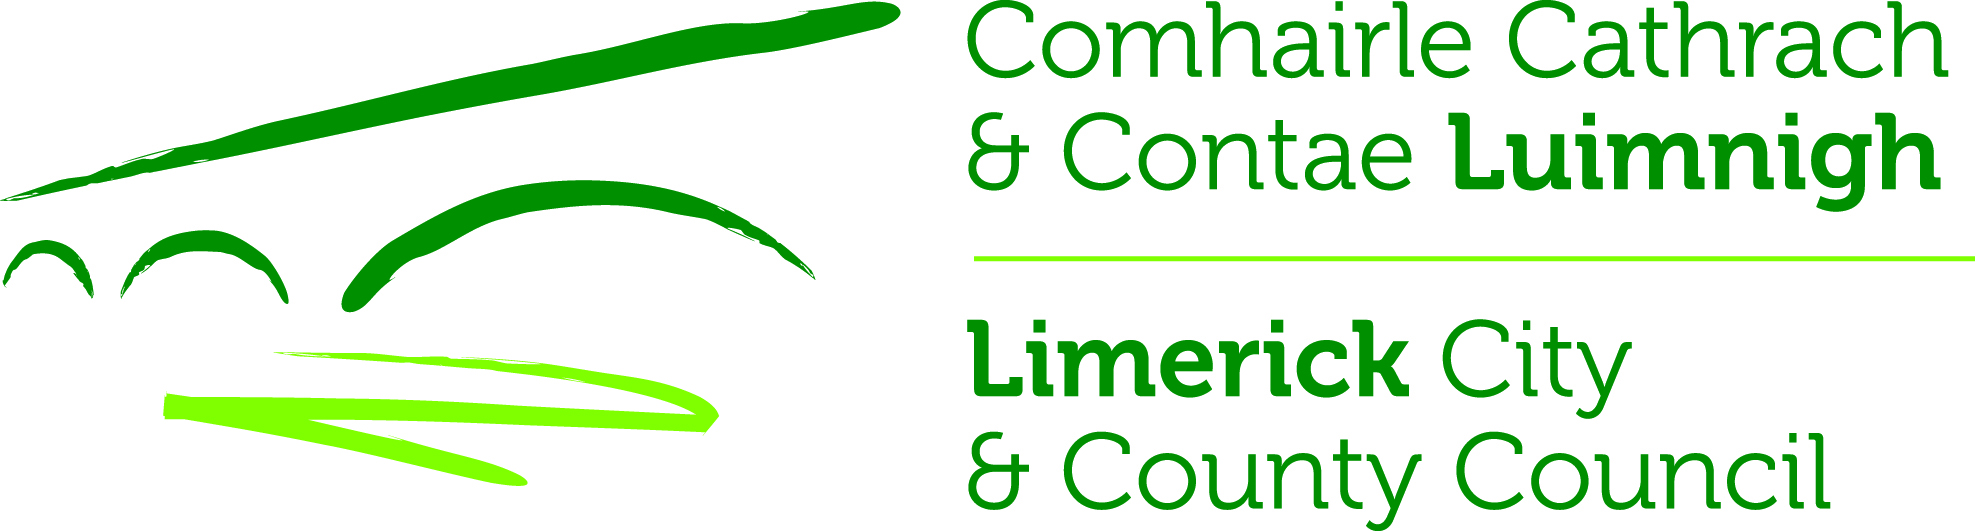 Comhairle Cathrach
& Contae Luimnigh
Limerick City
& County Council